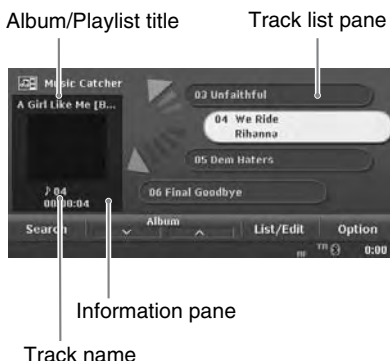 Album/Playlist title
Track list pane
Music Catcher
A Girl Like Me [B...
03 Unfaithful
04 We Ride
Rihanna
05 Dem Haters
♪ 04
00:00:04
06 Final Goodbye
Search
Album
List/Edit
Option
0:00
Information pane
Track name